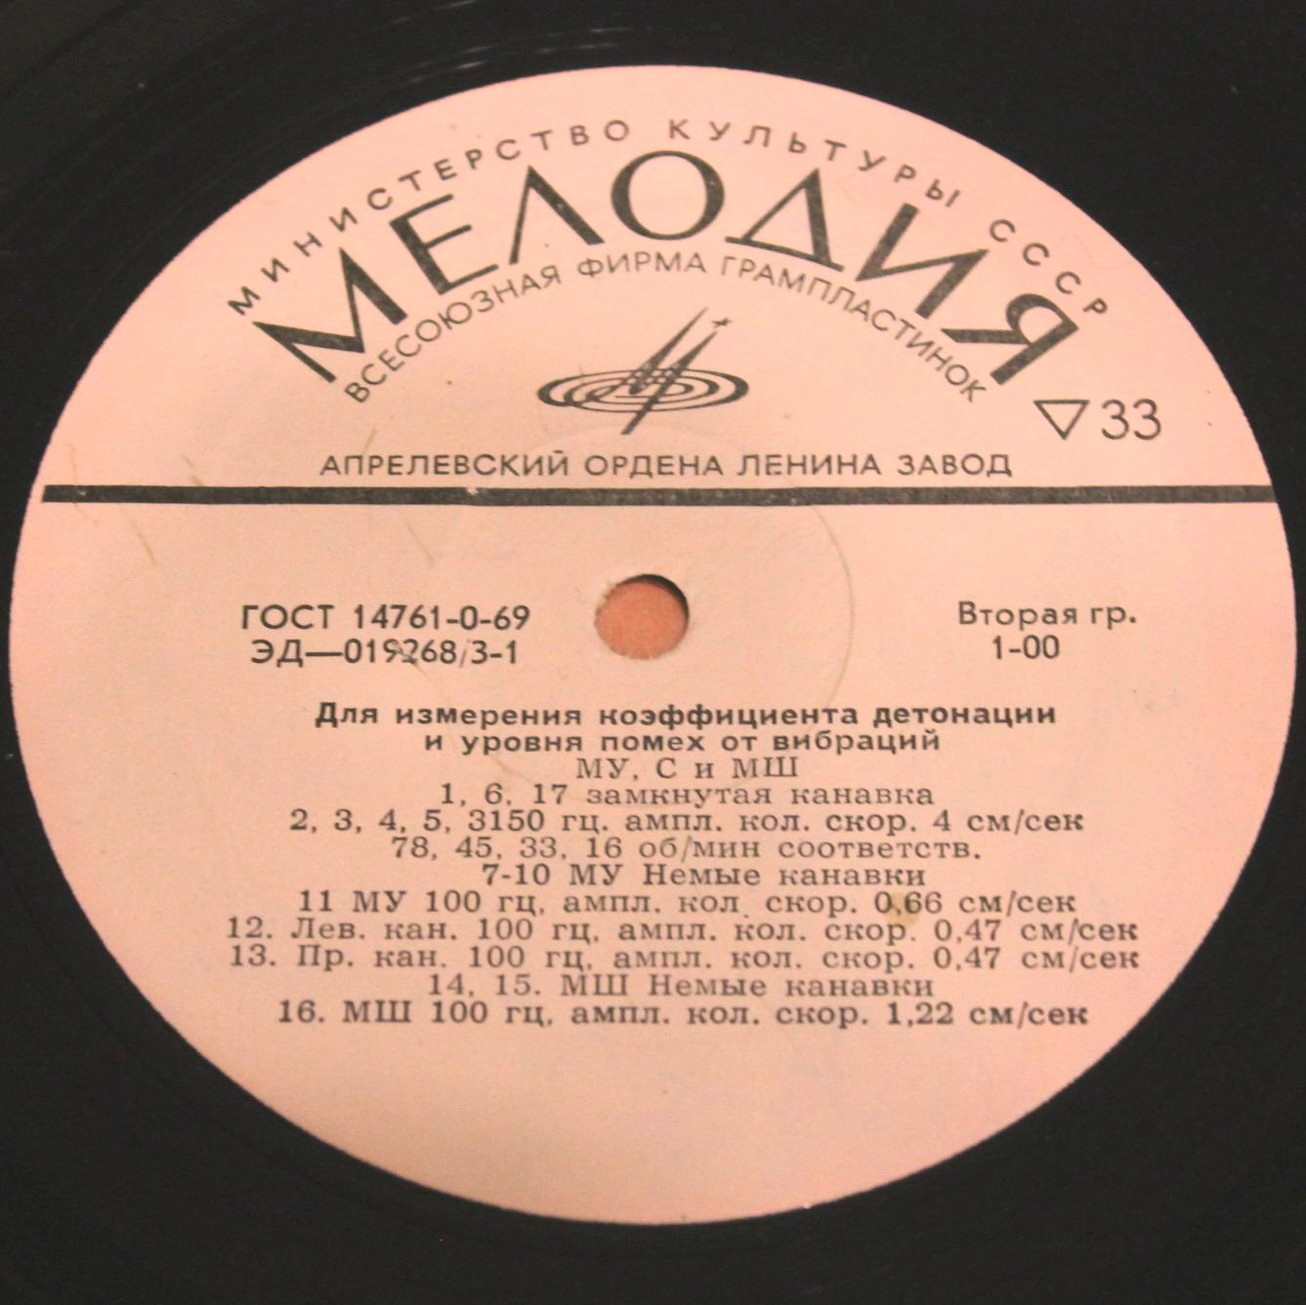 МИНИСТЕРСТВО КУЛЬТУРЫ СССР
МЕЛОДИЯ
ВСЕСОЮЗНАЯ ФИРМА ГРАМПЛАСТИНОК
▽ 33
АПРЕЛЕВСКИЙ ОРДЕНА ЛЕНИНА ЗАВОД
ГОСТ 14761-0-69
Вторая гр.
ЭД—019268/3-1
1-00
Для измерения коэффициента детонации
и уровня помех от вибраций
МУ, С и МШ
1, 6, 17 замкнутая канавка
2, 3, 4, 5, 3150 гц. ампл. кол. скор. 4 см/сек
78, 45, 33, 16 об/мин соответств.
7-10 МУ Немые канавки
11 МУ 100 гц, ампл. кол. скор. 0,66 см/сек
12. Лев. кан. 100 гц, ампл. кол. скор. 0,47 см/сек
13. Пр. кан. 100 гц, ампл. кол. скор. 0,47 см/сек
14, 15. МШ Немые канавки
16. МШ 100 гц, ампл. кол. скор. 1,22 см/сек